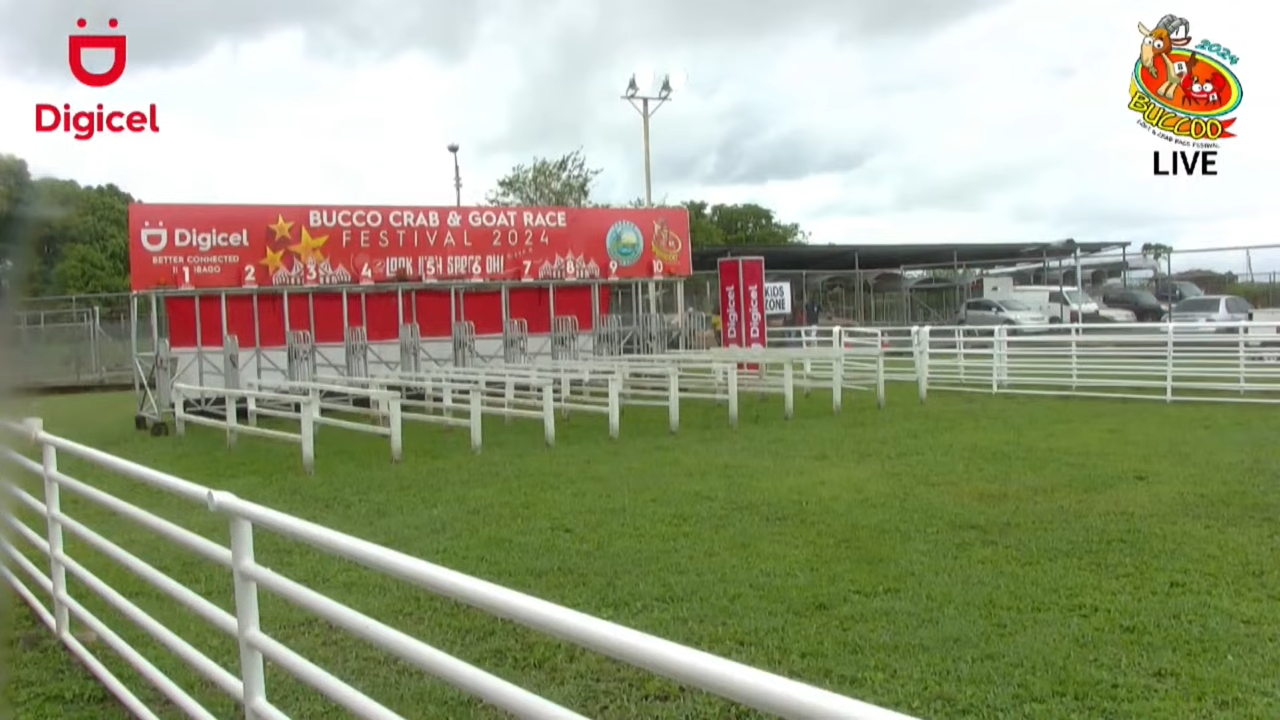 Digicel
2024
BUCCOO
LIVE
BUCCO CRAB & GOAT RACE
FESTIVAL 2024
Digicel
BETTER CONNECTED
1 2 3 4 5 6 7 8 9 10
Digicel
Digicel
KIDS
ZONE